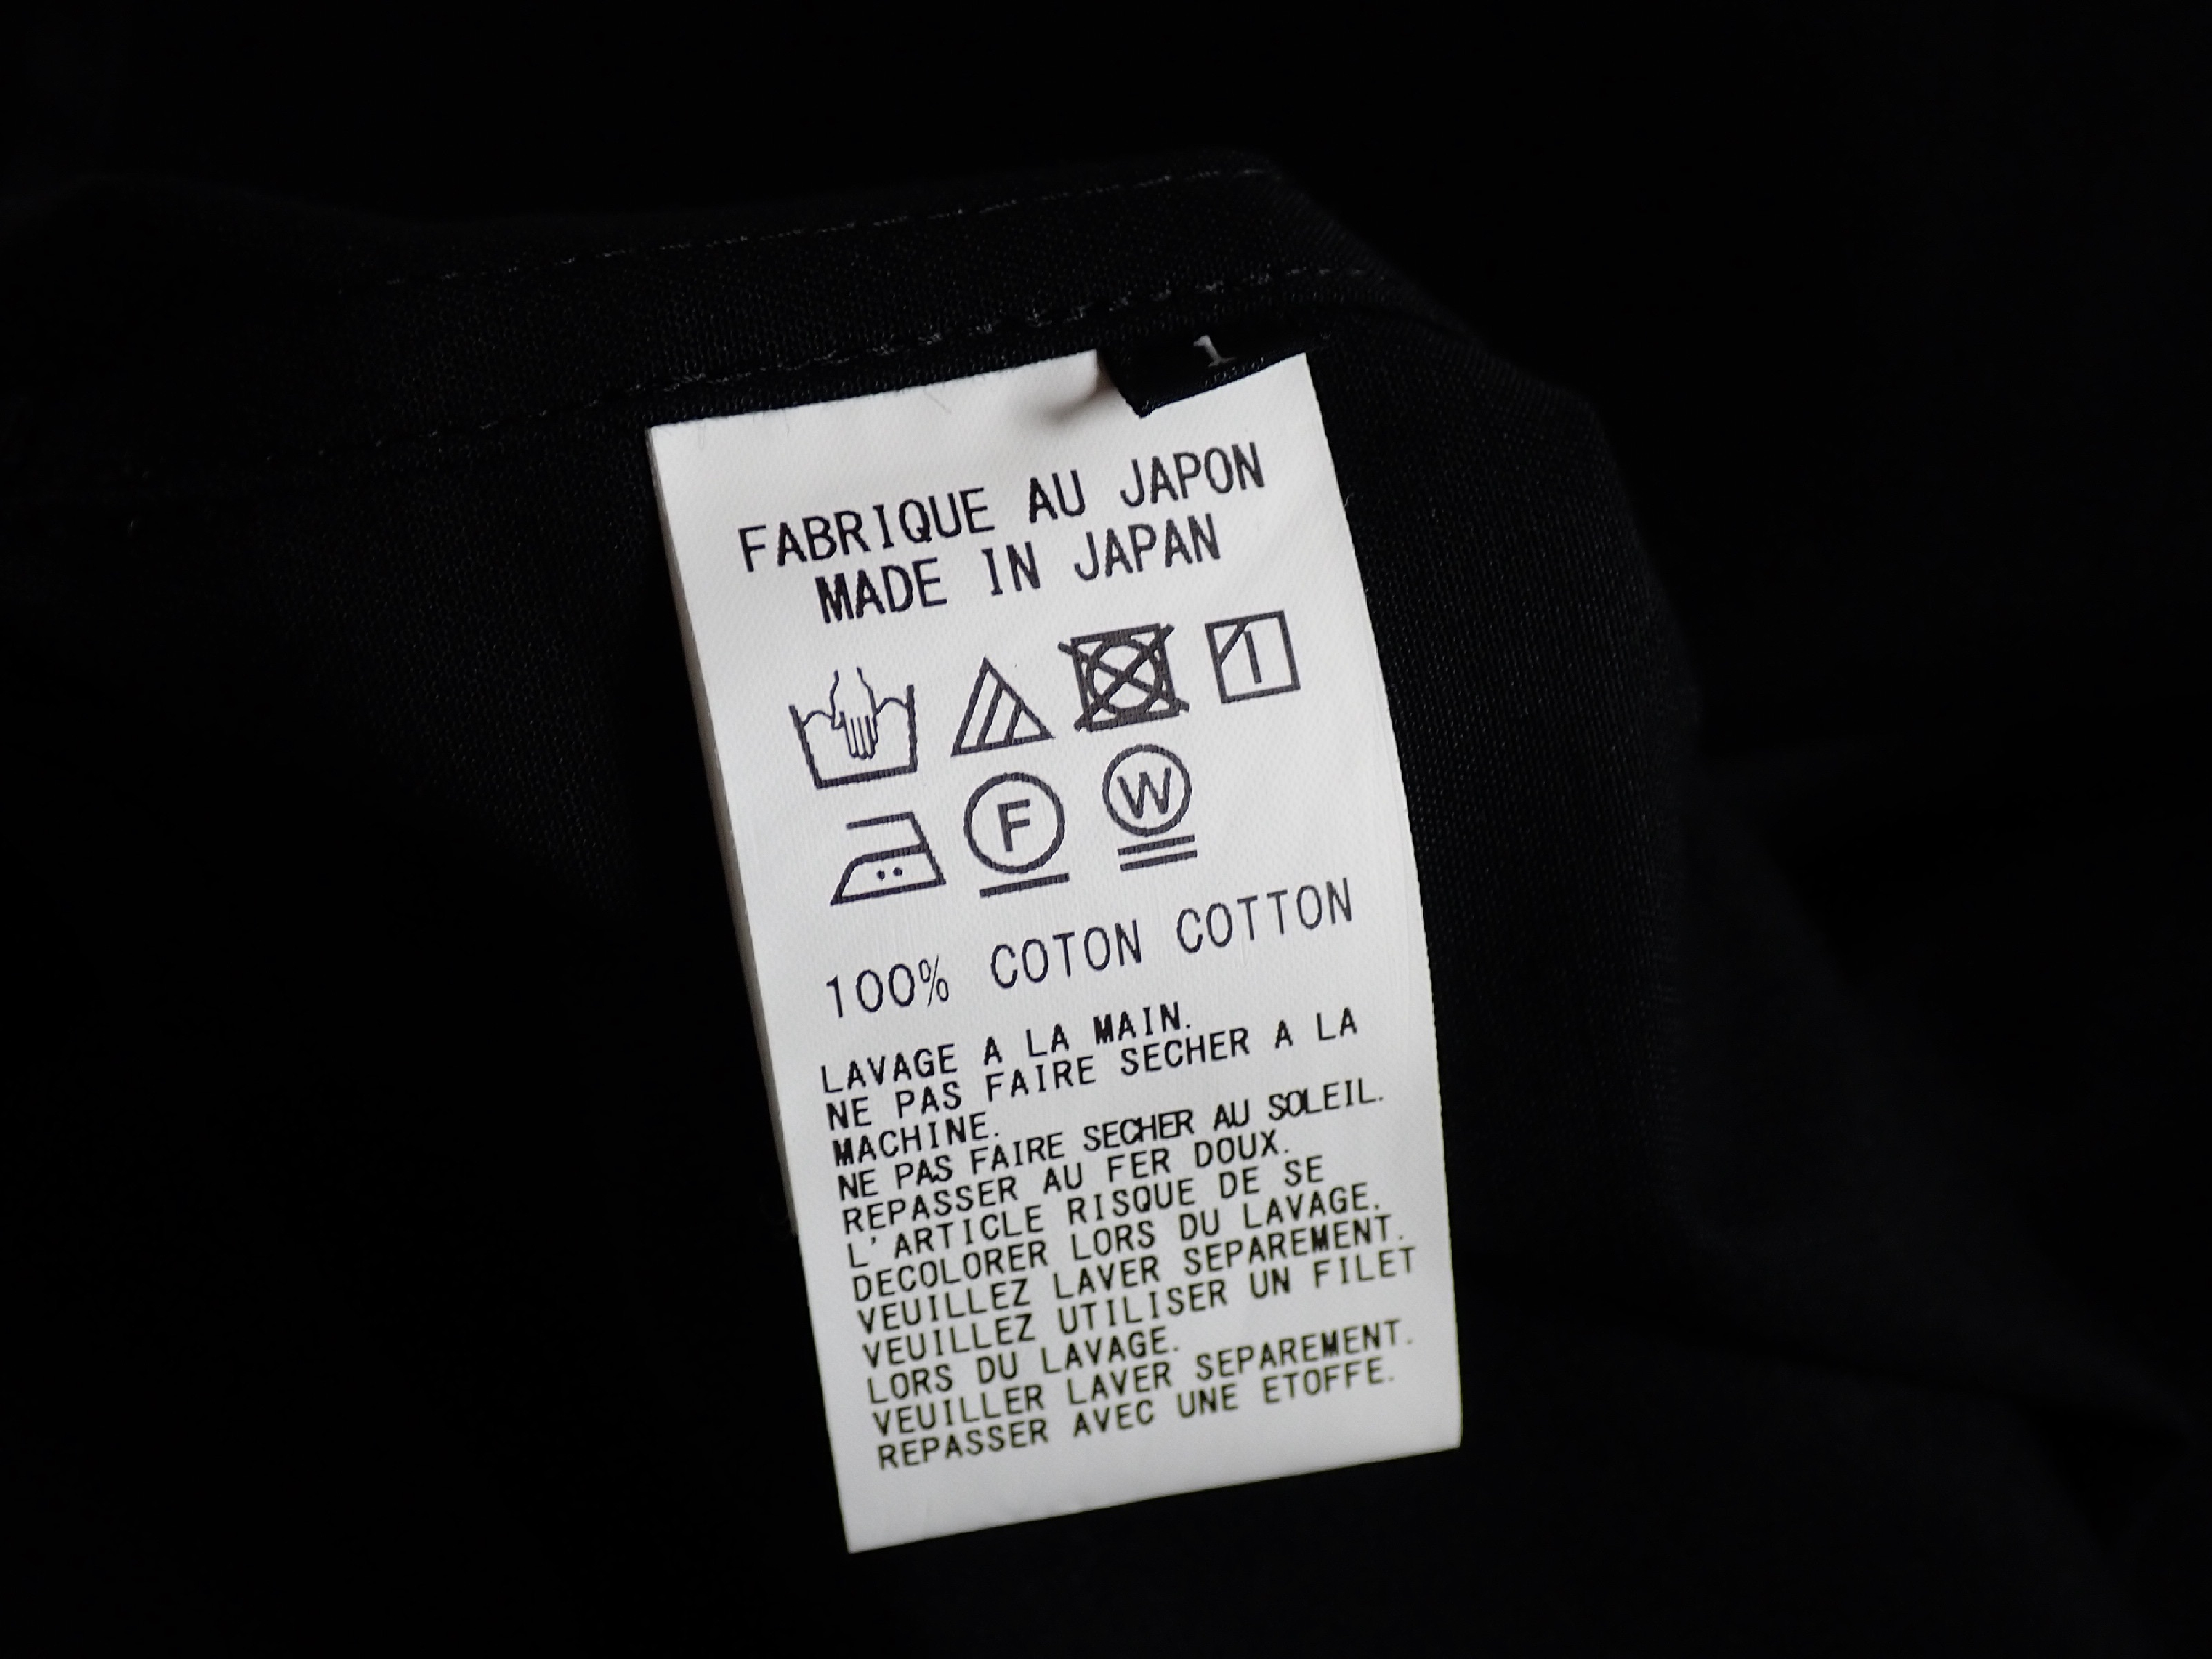 1
FABRIQUE AU JAPON
MADE IN JAPAN
F
W
100% COTON COTTON
LAVAGE A LA MAIN.
NE PAS FAIRE SECHER A LA
MACHINE.
NE PAS FAIRE SECHER AU SOLEIL.
REPASSER AU FER DOUX.
L'ARTICLE RISQUE DE SE
DECOLORER LORS DU LAVAGE.
VEUILLEZ LAVER SEPAREMENT.
VEUILLEZ UTILISER UN FILET
LORS DU LAVAGE.
VEUILLER LAVER SEPAREMENT.
REPASSER AVEC UNE ETOFFE.